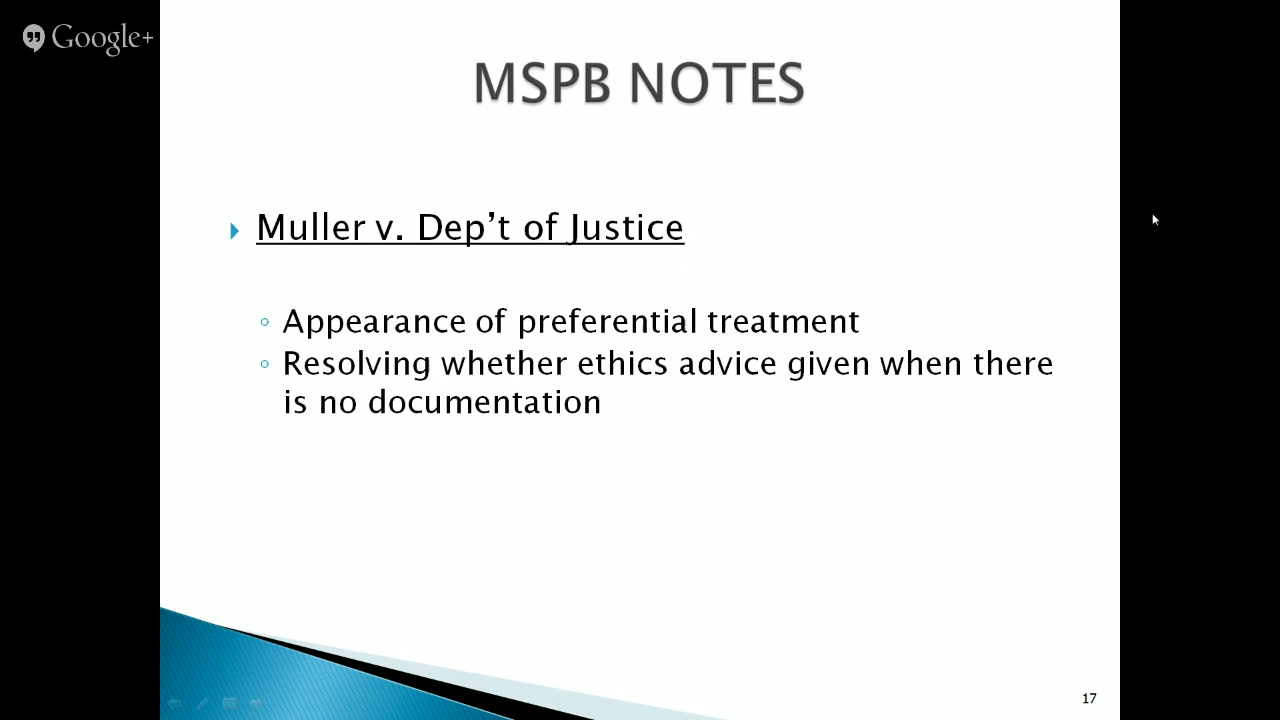 Google+
MSPB NOTES
Muller v. Dep’t of Justice
Appearance of preferential treatment
Resolving whether ethics advice given when there
is no documentation
17